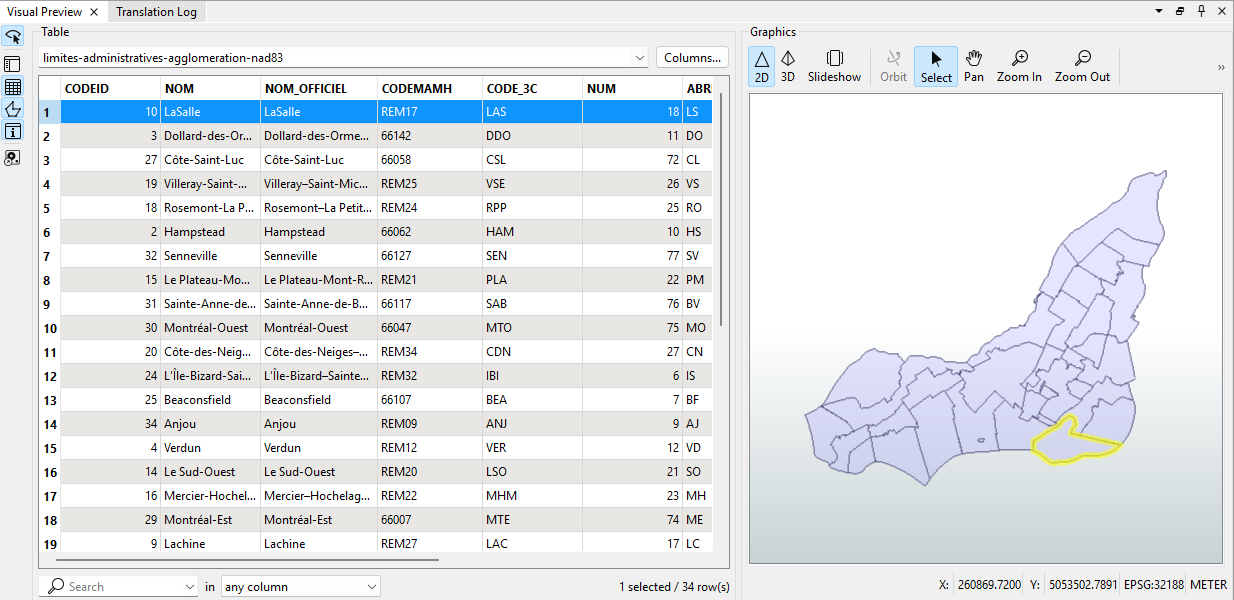 Visual Preview Translation Log
Table
limites-administratives-agglomeration-nad83 Columns...
CODEID NOM NOM_OFFICIEL CODEMAMH CODE_3C NUM ABR
1 10 LaSalle LaSalle REM17 LAS 18 LS
2 3 Dollard-des-Or... Dollard-des-Orme... 66142 DDO 11 DO
3 27 Côte-Saint-Luc Côte-Saint-Luc 66058 CSL 72 CL
4 19 Villeray-Saint-... Villeray–Saint-Mic... REM25 VSE 26 VS
5 18 Rosemont-La P... Rosemont–La Petit... REM24 RPP 25 RO
6 2 Hampstead Hampstead 66062 HAM 10 HS
7 32 Senneville Senneville 66127 SEN 77 SV
8 15 Le Plateau-Mo... Le Plateau-Mont-R... REM21 PLA 22 PM
9 31 Sainte-Anne-de... Sainte-Anne-de-B... 66117 SAB 76 BV
10 30 Montréal-Ouest Montréal-Ouest 66047 MTO 75 MO
11 20 Côte-des-Neig... Côte-des-Neiges–... REM34 CDN 27 CN
12 24 L'Île-Bizard-Sai... L'Île-Bizard–Sainte... REM32 IBI 6 IS
13 25 Beaconsfield Beaconsfield 66107 BEA 7 BF
14 34 Anjou Anjou REM09 ANJ 9 AJ
15 4 Verdun Verdun REM12 VER 12 VD
16 14 Le Sud-Ouest Le Sud-Ouest REM20 LSO 21 SO
17 16 Mercier-Hochel... Mercier–Hochelag... REM22 MHM 23 MH
18 29 Montréal-Est Montréal-Est 66007 MTE 74 ME
19 9 Lachine Lachine REM27 LAC 17 LC
Search in any column 1 selected / 34 row(s)
Graphics
2D 3D Slideshow Orbit Select Pan Zoom In Zoom Out »
X: 260869.7200 Y: 5053502.7891 EPSG:32188 METER